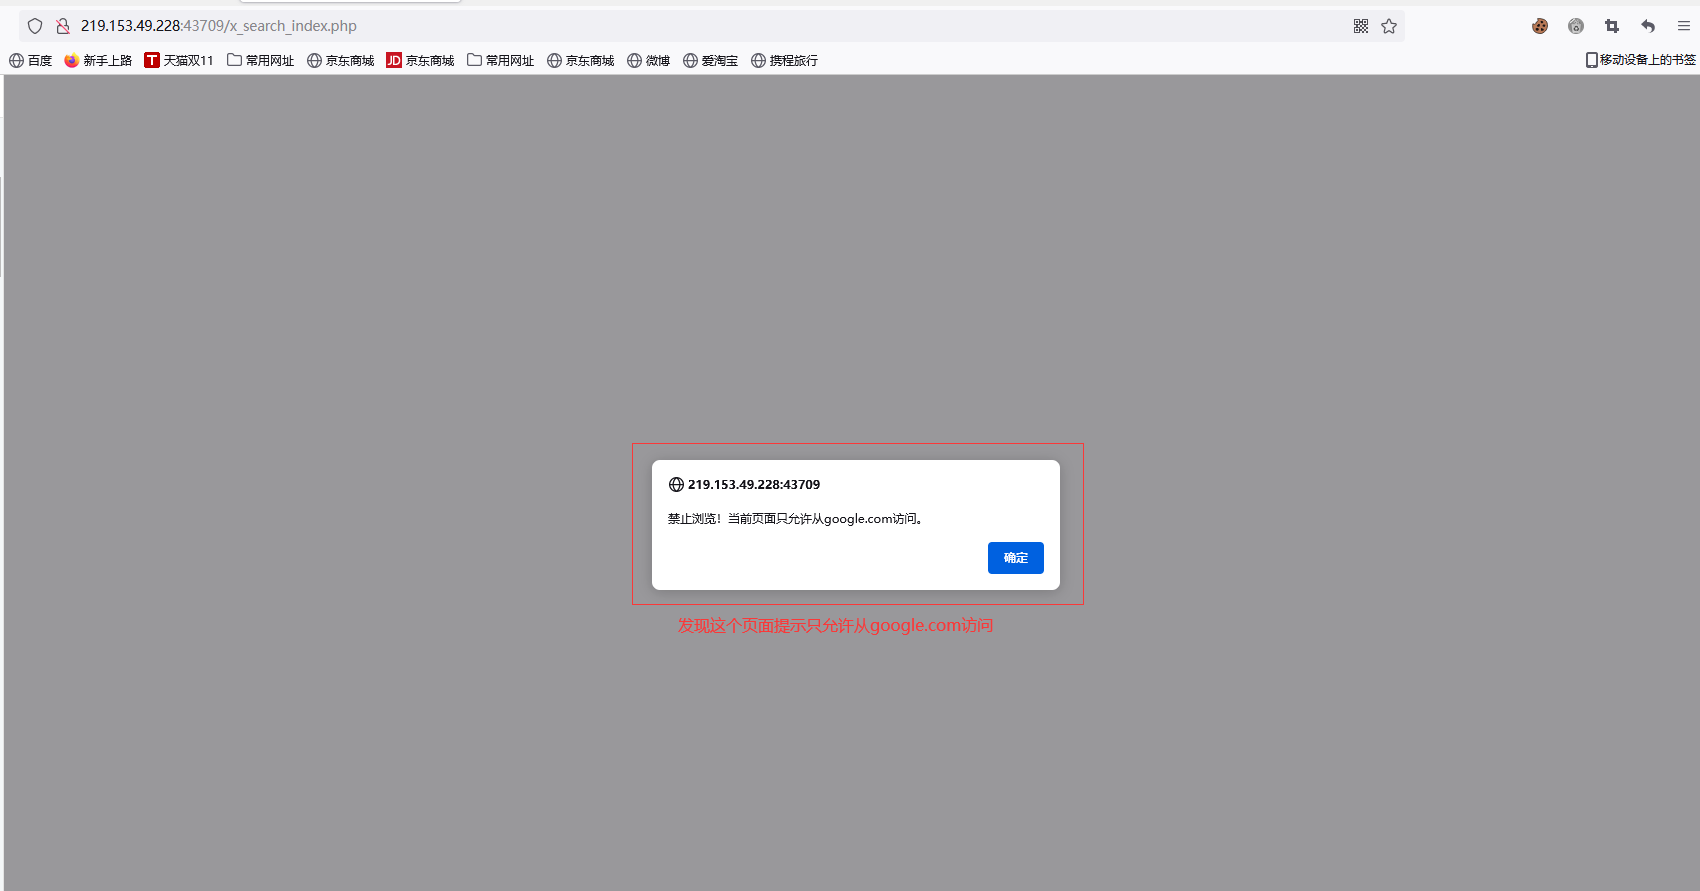 219.153.49.228:43709/x_search_index.php
百度 新手上路 T 天猫双11 常用网址 京东商城 JD 京东商城 常用网址 京东商城 微博 爱淘宝 携程旅行 移动设备上的书签
219.153.49.228:43709
禁止浏览！当前页面只允许从google.com访问。
确定
发现这个页面提示只允许从google.com访问